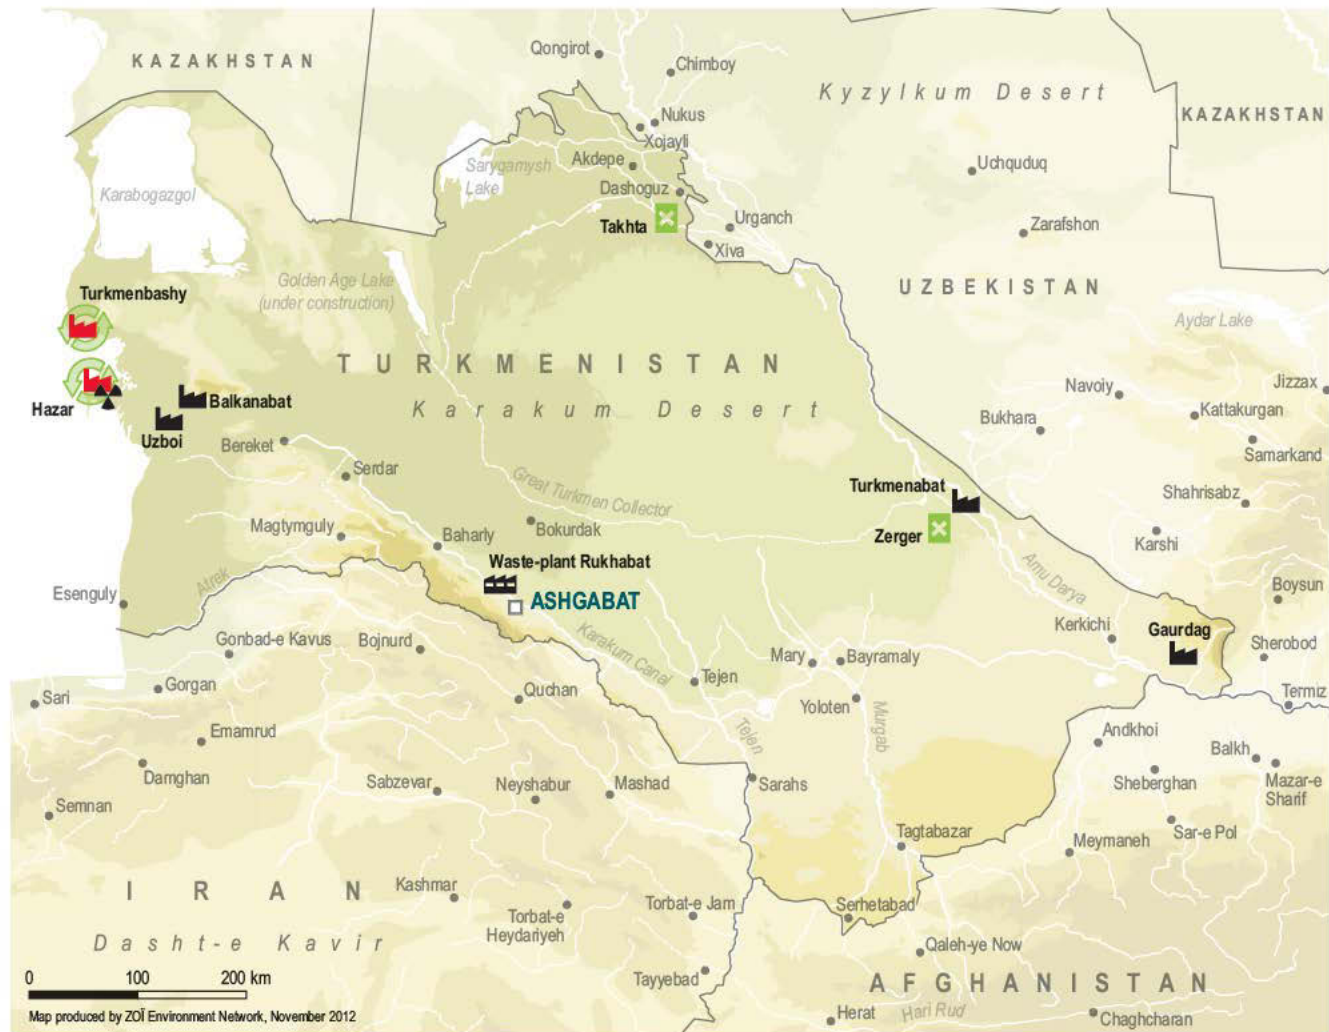 Qongirot
KAZAKHSTAN
Chimboy
Kyzylkum Desert
Nukus
KAZAKHSTAN
Xojayli
Akdepe
Sarygamysh
Lake
Uchquduq
Karabogazgol
Dashoguz
Takhta
Urganch
Zarafshon
Xiva
Golden Age Lake
(under construction)
UZBEKISTAN
Turkmenbashy
Aydar Lake
TURKMENISTAN
Navoiy
Jizzax
Hazar
Balkanabat
Karakum Desert
Bukhara
Kattakurgan
Uzboi
Bereket
Samarkand
Serdar
Great Turkmen Collector
Turkmenabat
Shahrisabz
Magtymguly
Baharly
Bokurdak
Zerger
Karshi
Waste-plant Rukhabat
Amu Darya
Atrek
Boysun
Esenguly
ASHGABAT
Kerkichi
Gaurdag
Gonbad-e Kavus
Bojnurd
Karakum Canal
Sherobod
Mary
Bayramaly
Tejen
Gorgan
Quchan
Sari
Yoloten
Termiz
Murgab
Tejen
Emamrud
Andkhoi
Balkh
Damghan
Sabzevar
Neyshabur
Mashad
Sarahs
Sheberghan
Mazar-e
Sharif
Semnan
Tagtabazar
Meymaneh
Sar-e Pol
IRAN
Kashmar
Torbat-e
Heydariyeh
Torbat-e Jam
Serhetabad
Dasht-e Kavir
Qaleh-ye Now
Tayyebad
AFGHANISTAN
0 100 200 km
Herat
Hari Rud
Chaghcharan
Map produced by ZOÏ Environment Network, November 2012